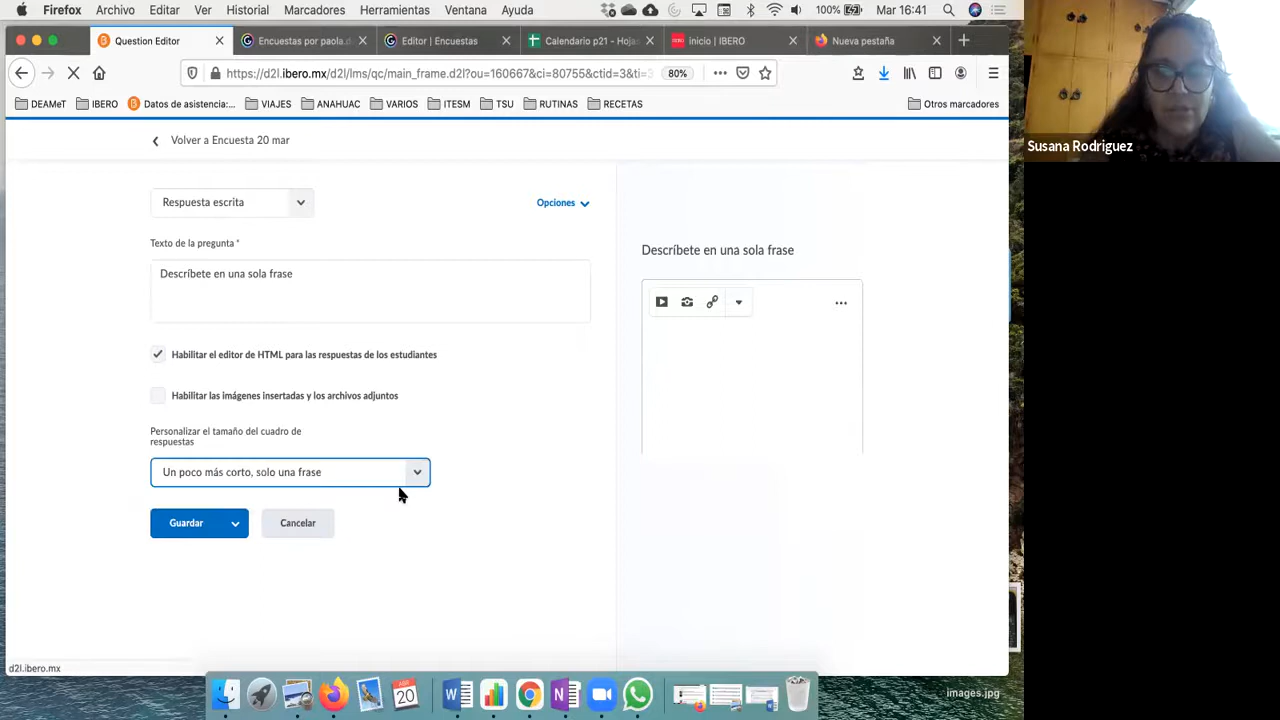 Firefox Archivo Editar Ver Historial Marcadores Herramientas Ventana Ayuda 100% Mar 16:41
Question Editor
Encuestas por paola.d
Editor | Encuestas
Calendario p21 - Hojas
inicio | IBERO
Nueva pestaña
https://d2l.ibero.mx/d2l/lms/qc/main_frame.d2l?ou=160667&ci=80755&ctid=3&ti=3 80%
DEAMeT IBERO Datos de asistencia:... VIAJES ANAHUAC VARIOS ITESM TSU RUTINAS RECETAS Otros marcadores
Susana Rodriguez
Volver a Encuesta 20 mar
Respuesta escrita
Opciones
Texto de la pregunta *
Descríbete en una sola frase
Descríbete en una sola frase
Habilitar el editor de HTML para las respuestas de los estudiantes
Habilitar las imágenes insertadas y los archivos adjuntos
Personalizar el tamaño del cuadro de
respuestas
Un poco más corto, solo una frase
Guardar
Cancelar
d2l.ibero.mx
20
images.jpg